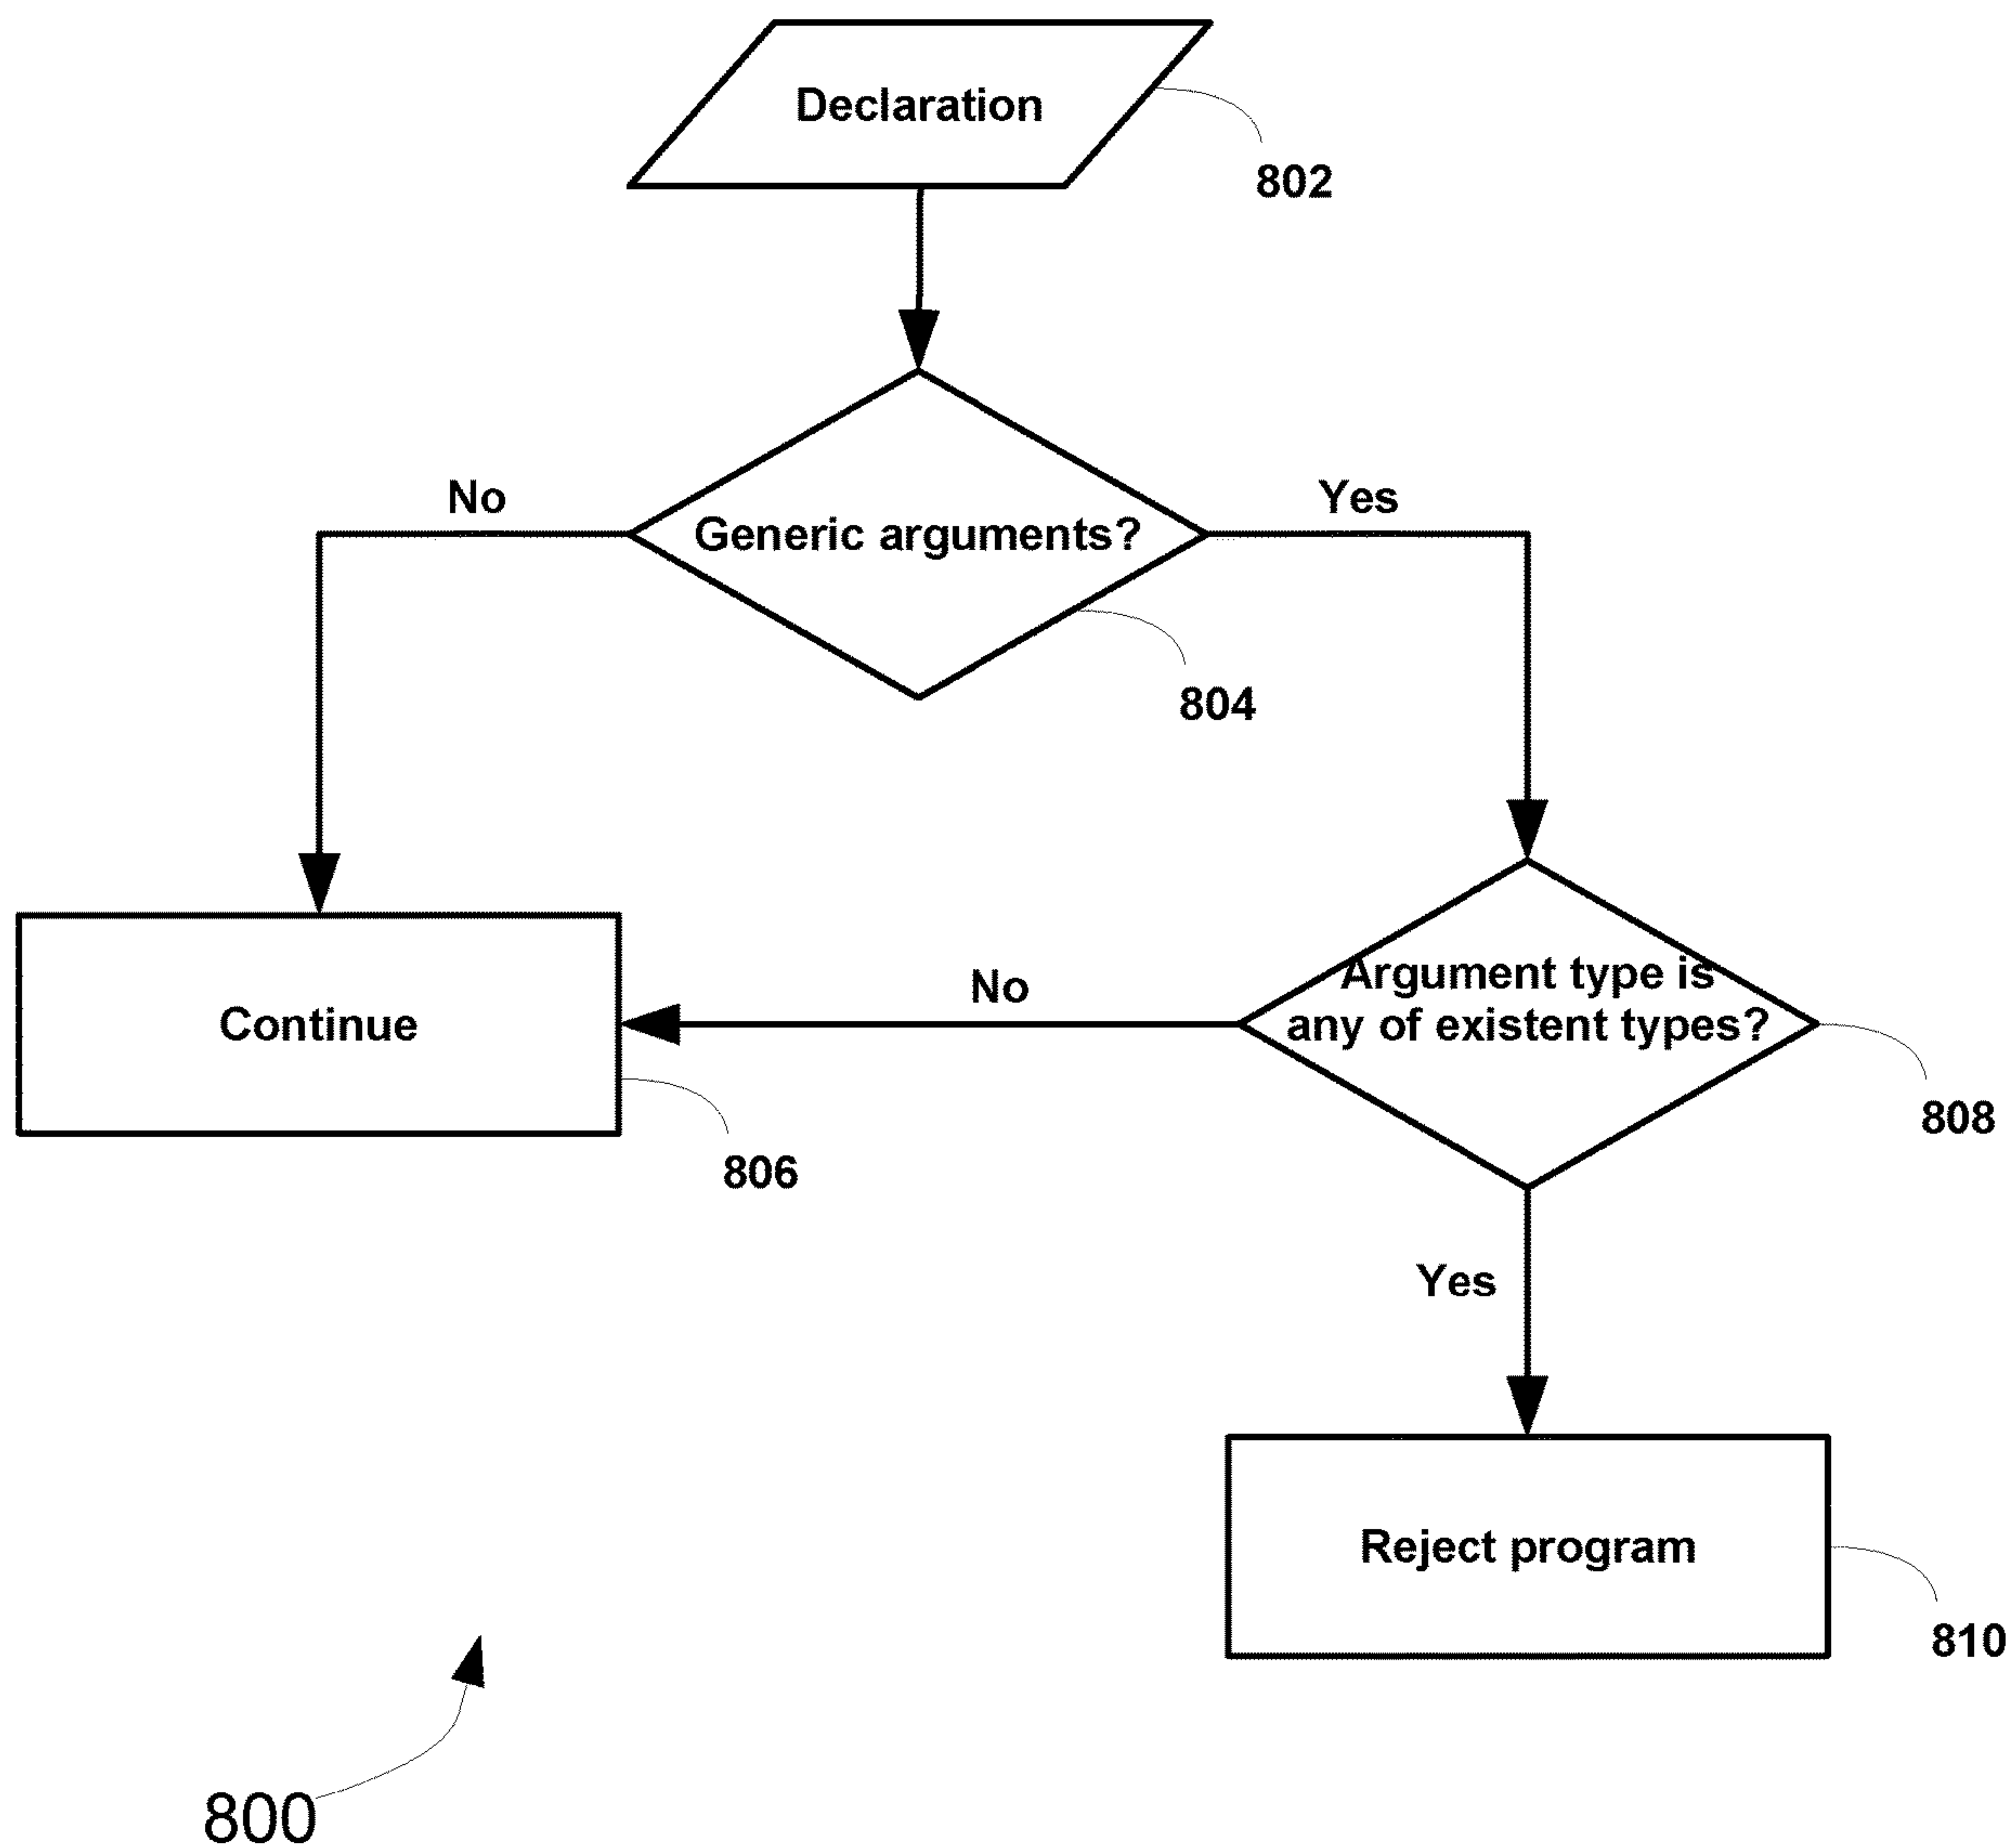 Declaration
802
No
Yes
Generic arguments?
804
Argument type is
any of existent types?
No
Continue
808
806
Yes
Reject program
810
800